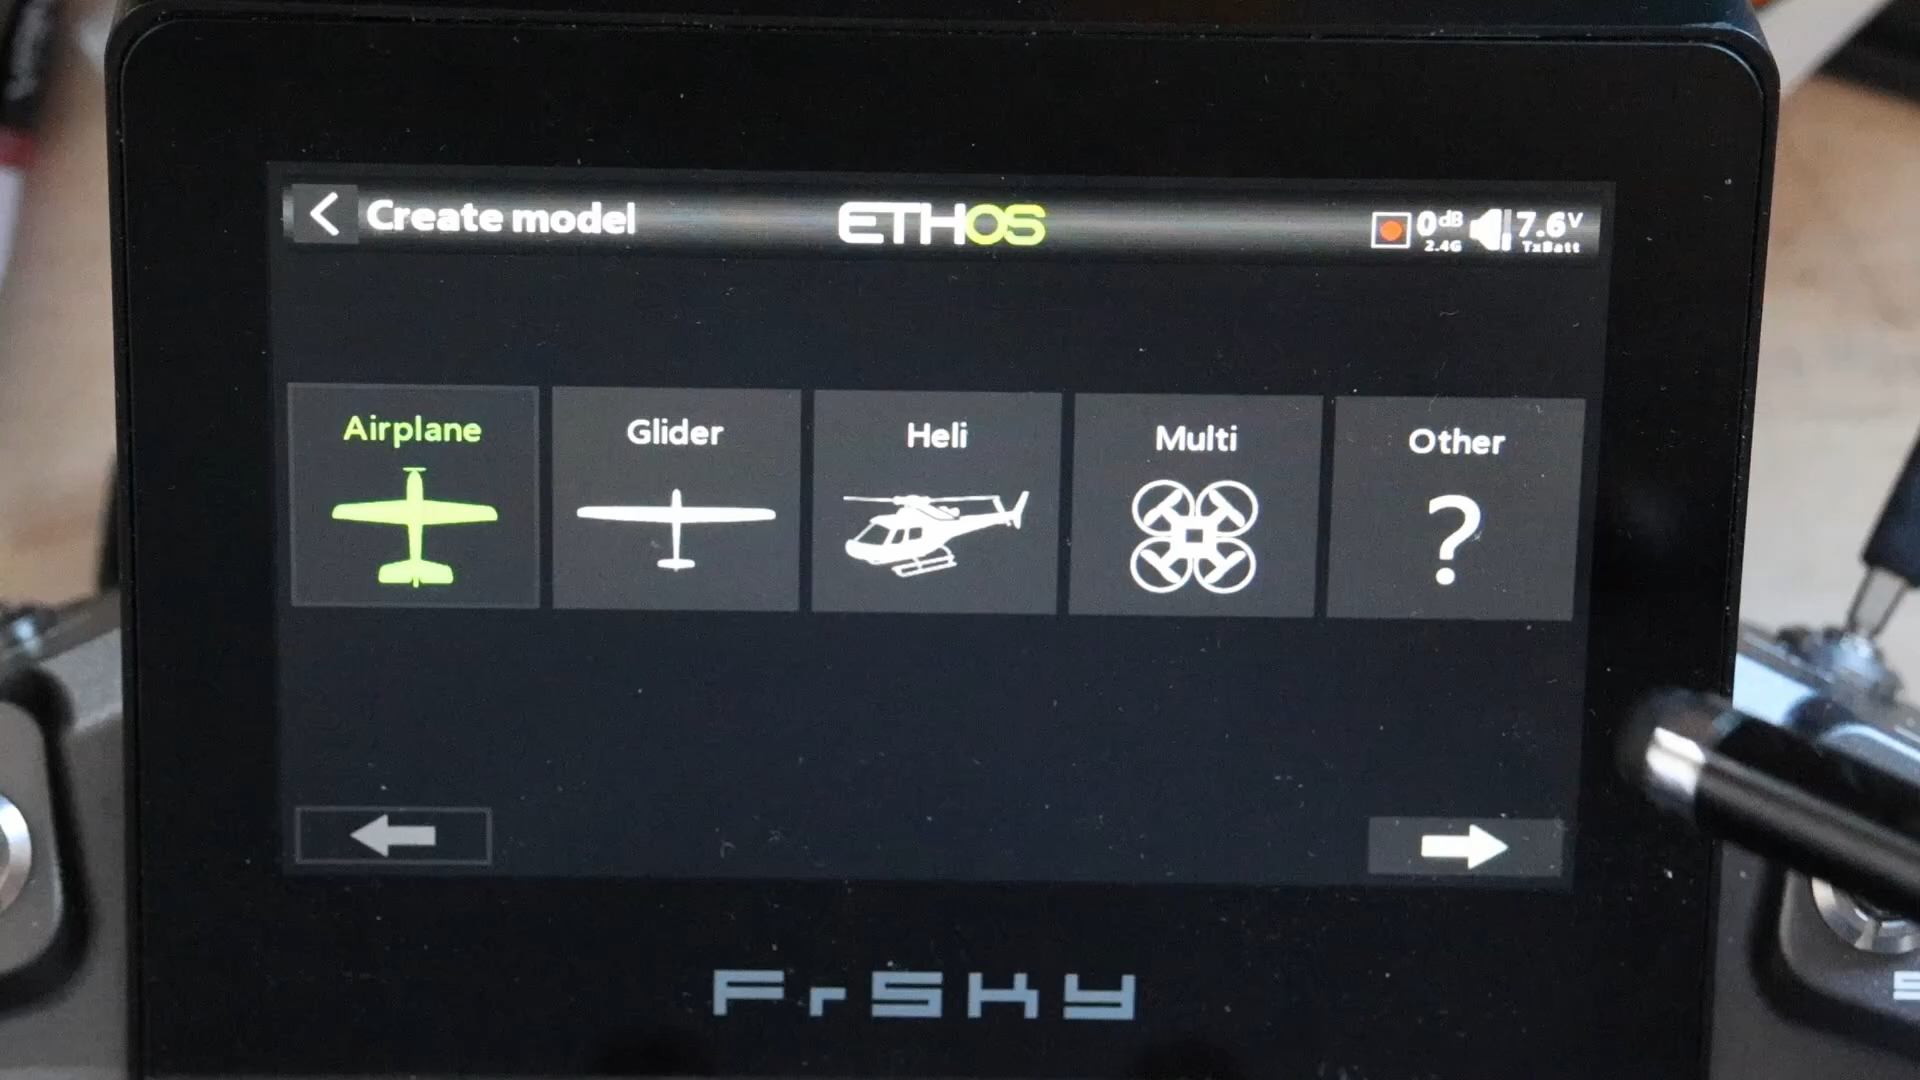 Create model
ETHOS
0dB
2.4G
7.6V
TxBatt
Airplane
Glider
Heli
Multi
Other
?
FrSky